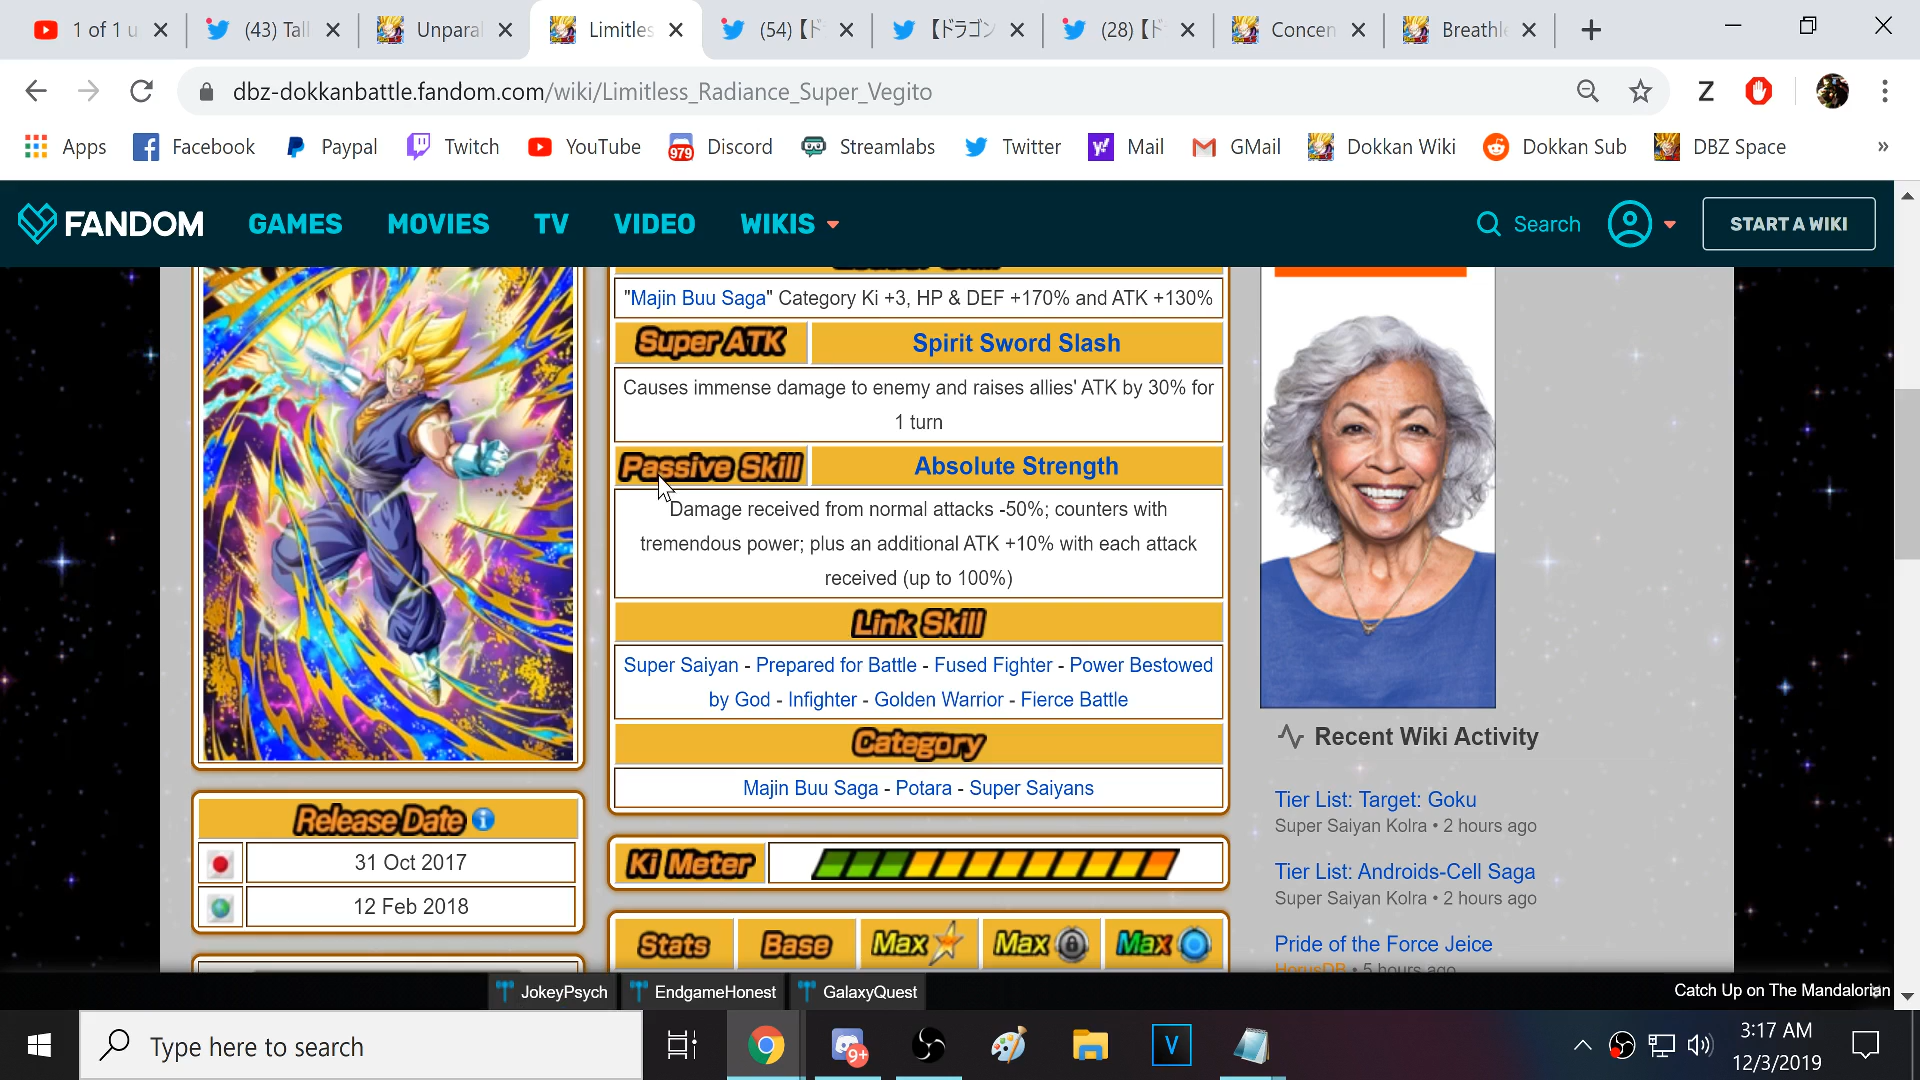 1 of 1 u
(43) Tal
Unparal
Limitles
(54)【ド
【ドラゴン
(28)【ド
Concen
Breathle
dbz-dokkanbattle.fandom.com/wiki/Limitless_Radiance_Super_Vegito
Z
Apps Facebook Paypal Twitch YouTube 979 Discord Streamlabs Twitter Mail GMail Dokkan Wiki Dokkan Sub DBZ Space »
FANDOM GAMES MOVIES TV VIDEO WIKIS Search START A WIKI
"Majin Buu Saga" Category Ki +3, HP & DEF +170% and ATK +130%
Super ATK Spirit Sword Slash
Causes immense damage to enemy and raises allies' ATK by 30% for
1 turn
Passive Skill Absolute Strength
Damage received from normal attacks -50%; counters with
tremendous power; plus an additional ATK +10% with each attack
received (up to 100%)
Link Skill
Super Saiyan - Prepared for Battle - Fused Fighter - Power Bestowed
by God - Infighter - Golden Warrior - Fierce Battle
Category
Majin Buu Saga - Potara - Super Saiyans
Release Date
31 Oct 2017
12 Feb 2018
Ki Meter
Stats Base Max Max Max
Recent Wiki Activity
Tier List: Target: Goku
Super Saiyan Kolra • 2 hours ago
Tier List: Androids-Cell Saga
Super Saiyan Kolra • 2 hours ago
Pride of the Force Jeice
HorusDB • 5 hours ago
JokeyPsych EndgameHonest GalaxyQuest
Catch Up on The Mandalorian
Type here to search
9+
V
3:17 AM
12/3/2019